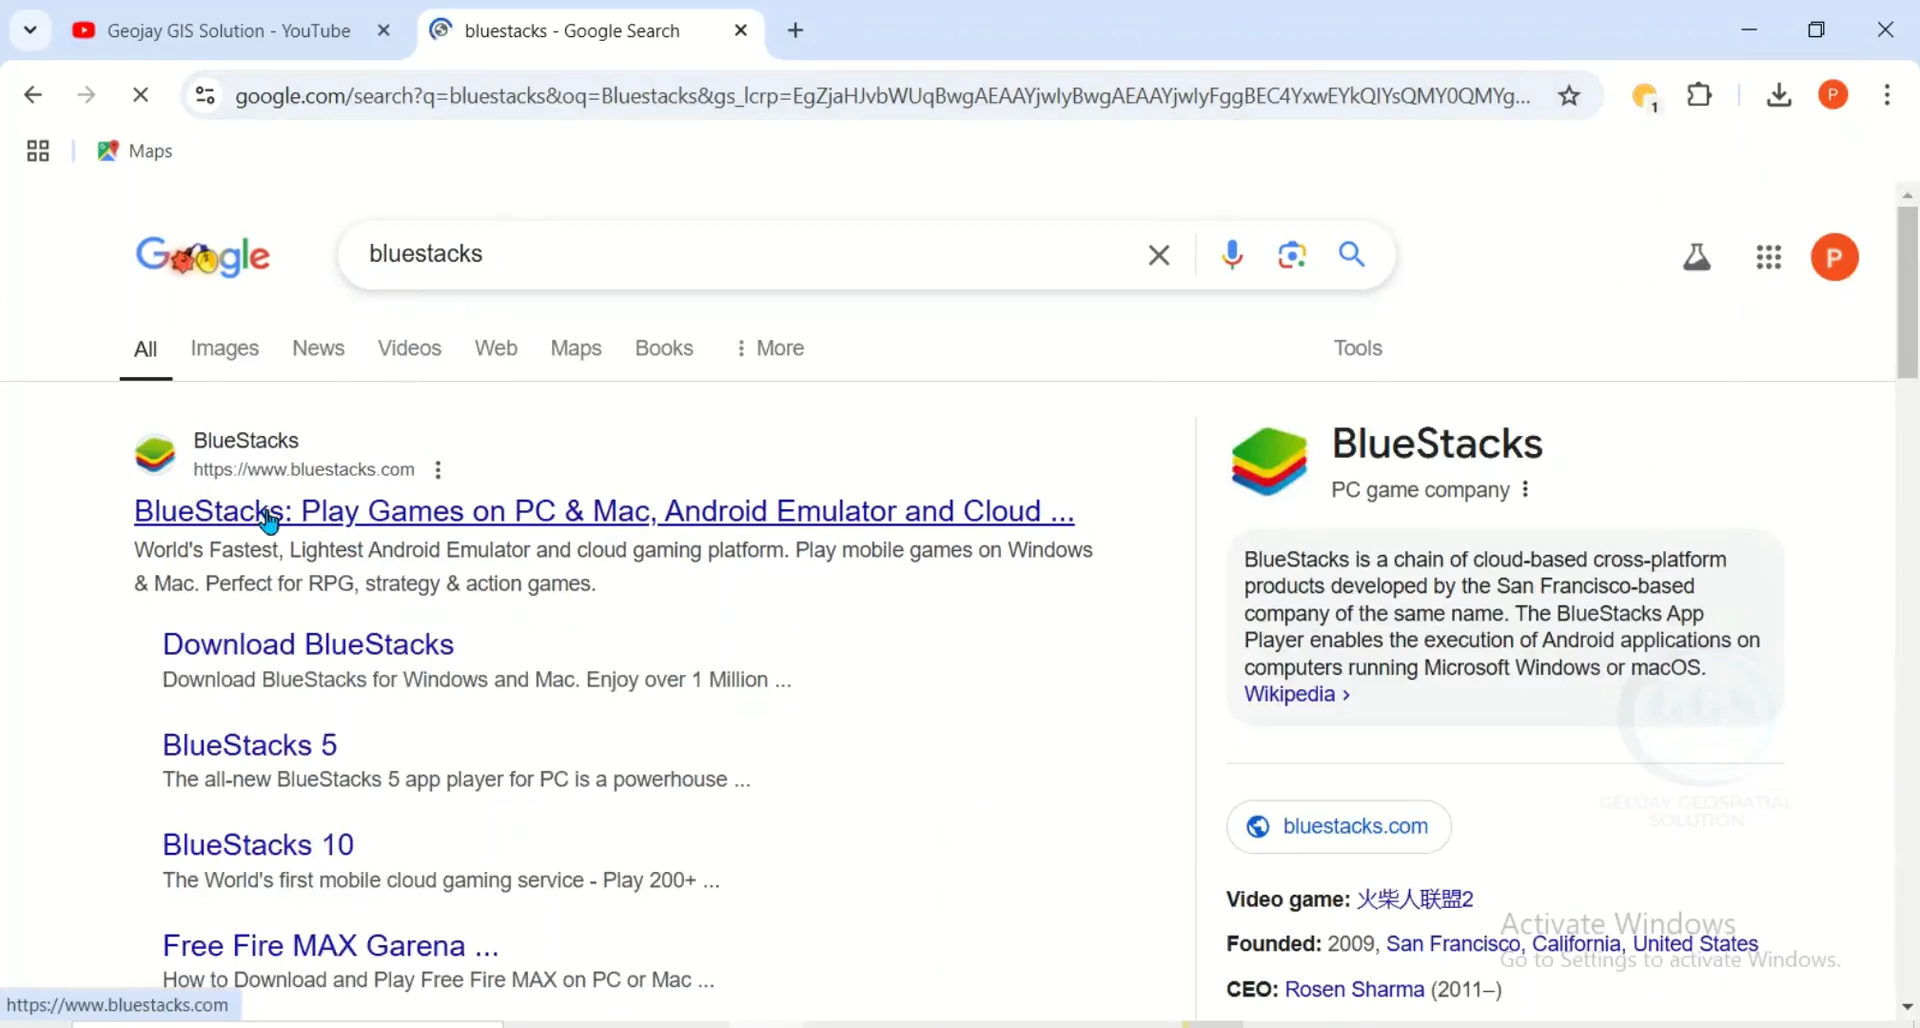 Geojay GIS Solution - YouTube
bluestacks - Google Search
google.com/search?q=bluestacks&oq=Bluestacks&gs_lcrp=EgZjaHJvbWUqBwgAEAAYjwIyBwgAEAAYjwIyFggBEC4YxwEYkQIYsQMY0QMYg...
1
P
Maps
Google
bluestacks
P
All
Images
News
Videos
Web
Maps
Books
More
Tools
BlueStacks
https://www.bluestacks.com
BlueStacks: Play Games on PC & Mac, Android Emulator and Cloud ...
World's Fastest, Lightest Android Emulator and cloud gaming platform. Play mobile games on Windows
& Mac. Perfect for RPG, strategy & action games.
Download BlueStacks
Download BlueStacks for Windows and Mac. Enjoy over 1 Million ...
BlueStacks 5
The all-new BlueStacks 5 app player for PC is a powerhouse ...
BlueStacks 10
The World's first mobile cloud gaming service - Play 200+ ...
Free Fire MAX Garena ...
How to Download and Play Free Fire MAX on PC or Mac ...
https://www.bluestacks.com
BlueStacks
PC game company
BlueStacks is a chain of cloud-based cross-platform
products developed by the San Francisco-based
company of the same name. The BlueStacks App
Player enables the execution of Android applications on
computers running Microsoft Windows or macOS.
Wikipedia ›
GEOJAY GEOSPATIAL
SOLUTION
bluestacks.com
Video game: 火柴人联盟2
Activate Windows
Founded: 2009, San Francisco, California, United States
Go to Settings to activate Windows.
CEO: Rosen Sharma (2011–)